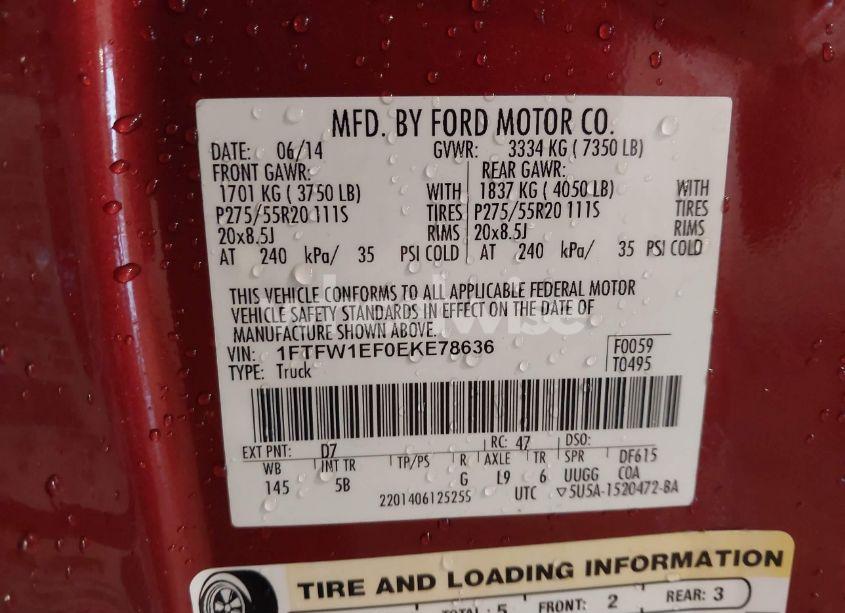 MFD. BY FORD MOTOR CO.
DATE: 06/14 GVWR: 3334 KG ( 7350 LB)
FRONT GAWR: REAR GAWR:
1701 KG ( 3750 LB) WITH 1837 KG ( 4050 LB) WITH
P275/55R20 111S TIRES P275/55R20 111S TIRES
20x8.5J RIMS 20x8.5J RIMS
AT 240 kPa/ 35 PSI COLD AT 240 kPa/ 35 PSI COLD
THIS VEHICLE CONFORMS TO ALL APPLICABLE FEDERAL MOTOR
VEHICLE SAFETY STANDARDS IN EFFECT ON THE DATE OF
MANUFACTURE SHOWN ABOVE.
VIN: 1FTFW1EF0EKE78636 F0059
TYPE: Truck T0495
EXT PNT: D7 RC: 47 DSO:
WB INT TR TP/PS R AXLE TR SPR DF615
145 5B G L9 6 UUGG COA
2201406125255 UTC ▽5U5A-1520472-BA
TIRE AND LOADING INFORMATION
TOTAL: 5 FRONT: 2 REAR: 3